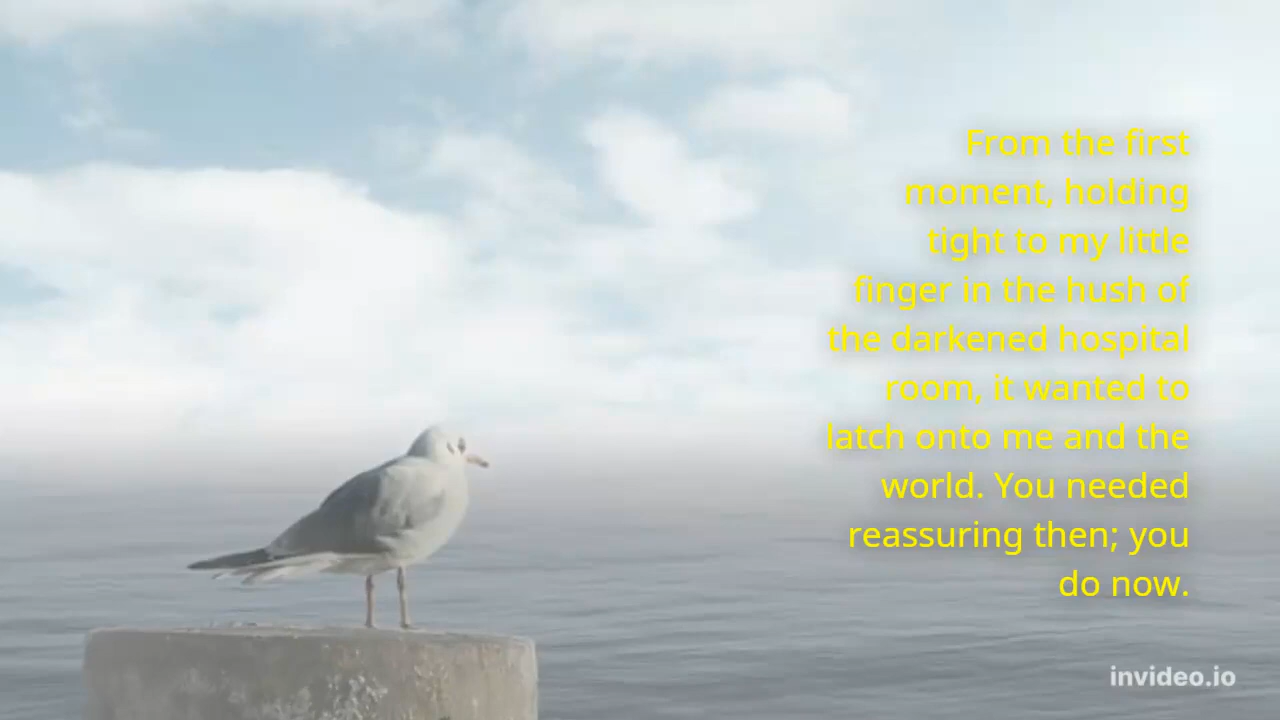 From the first
moment, holding
tight to my little
finger in the hush of
the darkened hospital
room, it wanted to
latch onto me and the
world. You needed
reassuring then; you
do now.
invideo.io